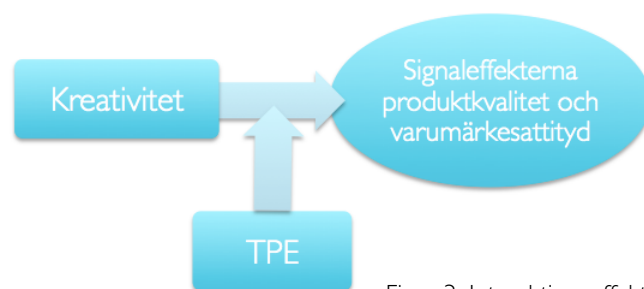 Kreativitet
Signaleffekterna
produktkvalitet och
varumärkesattityd
TPE